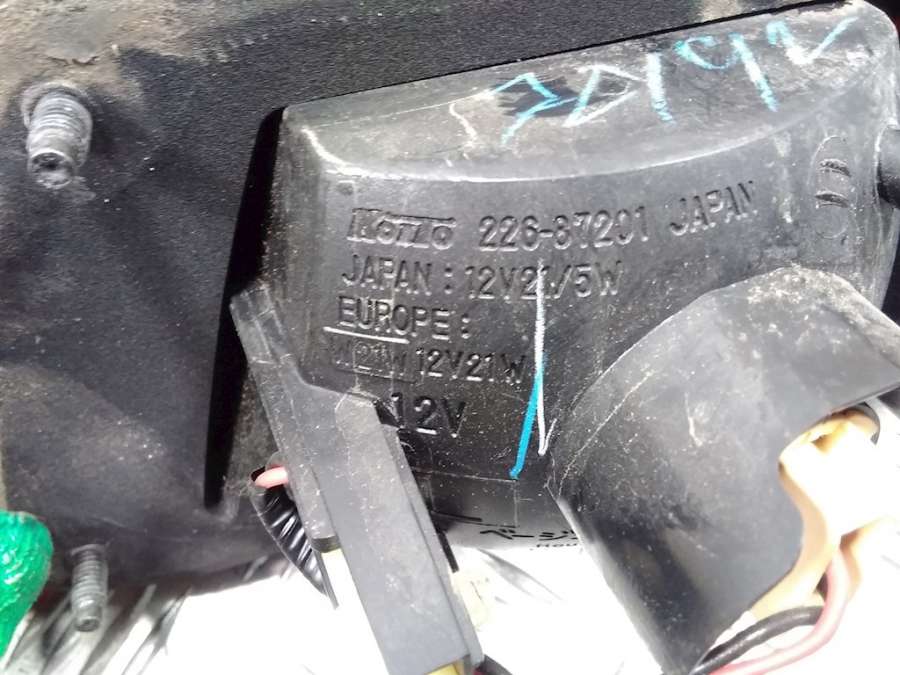 KOITO 226-87201 JAPAN
JAPAN : 12V21/5W
EUROPE :
W21W 12V21W
12V